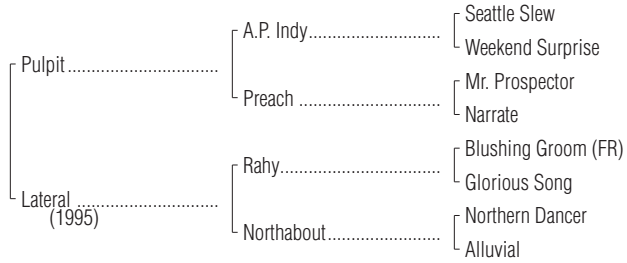 Seattle Slew
A.P. Indy..............................
Weekend Surprise
Pulpit.....................................
Mr. Prospector
Preach ................................
Narrate
Blushing Groom (FR)
Rahy.....................................
Glorious Song
Lateral ...................................
(1995)
Northern Dancer
Northabout..........................
Alluvial